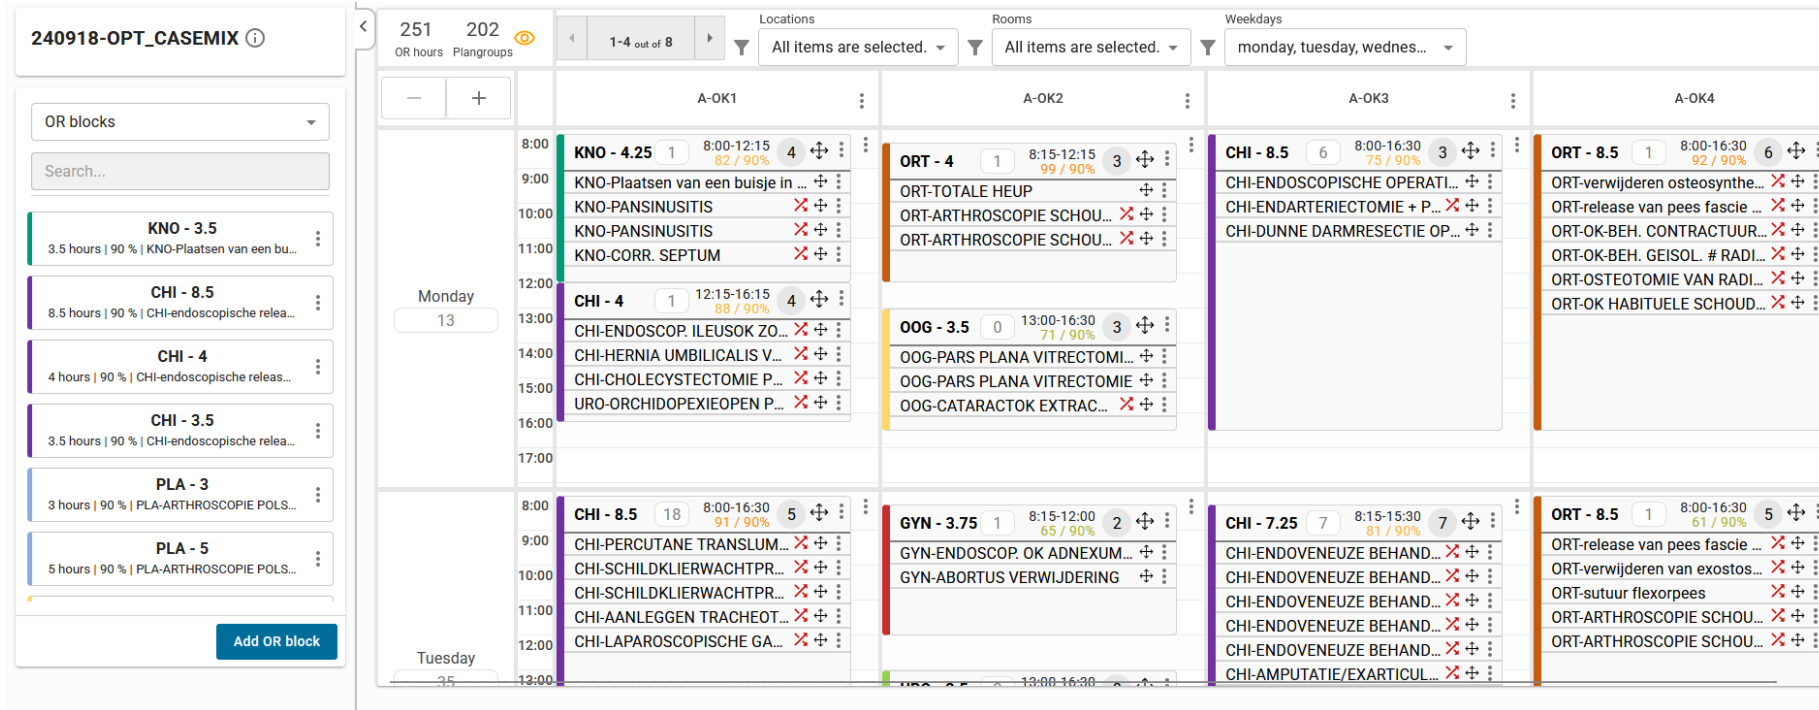 240918-OPT_CASEMIX
OR blocks
Search...
KNO - 3.5
3.5 hours | 90 % | KNO-Plaatsen van een bu...
CHI - 8.5
8.5 hours | 90 % | CHI-endoscopische relea...
CHI - 4
4 hours | 90 % | CHI-endoscopische releas...
CHI - 3.5
3.5 hours | 90 % | CHI-endoscopische relea...
PLA - 3
3 hours | 90 % | PLA-ARTHROSCOPIE POLS...
PLA - 5
5 hours | 90 % | PLA-ARTHROSCOPIE POLS...
Add OR block
251
OR hours
202
Plangroups
1-4 out of 8
Locations
All items are selected.
Rooms
All items are selected.
Weekdays
monday, tuesday, wednes...
A-OK1
A-OK2
A-OK3
A-OK4
Monday
13
8:00
9:00
10:00
11:00
12:00
13:00
14:00
15:00
16:00
17:00
KNO - 4.25 1 8:00-12:15 4
82 / 90%
KNO-Plaatsen van een buisje in ...
KNO-PANSINUSITIS
KNO-PANSINUSITIS
KNO-CORR. SEPTUM
CHI - 4 1 12:15-16:15 4
88 / 90%
CHI-ENDOSCOP. ILEUSOK ZO...
CHI-HERNIA UMBILICALIS V...
CHI-CHOLECYSTECTOMIE P...
URO-ORCHIDOPEXIEOPEN P...
ORT - 4 1 8:15-12:15 3
99 / 90%
ORT-TOTALE HEUP
ORT-ARTHROSCOPIE SCHOU...
ORT-ARTHROSCOPIE SCHOU...
OOG - 3.5 0 13:00-16:30 3
71 / 90%
OOG-PARS PLANA VITRECTOMI...
OOG-PARS PLANA VITRECTOMIE
OOG-CATARACTOK EXTRAC...
CHI - 8.5 6 8:00-16:30 3
75 / 90%
CHI-ENDOSCOPISCHE OPERATI...
CHI-ENDARTERIECTOMIE + P...
CHI-DUNNE DARMRESECTIE OP...
ORT - 8.5 1 8:00-16:30 6
92 / 90%
ORT-verwijderen osteosynthe...
ORT-release van pees fascie ...
ORT-OK-BEH. CONTRACTUUR...
ORT-OK-BEH. GEISOL. # RADI...
ORT-OSTEOTOMIE VAN RADI...
ORT-OK HABITUELE SCHOUD...
Tuesday
35
8:00
9:00
10:00
11:00
12:00
13:00
CHI - 8.5 18 8:00-16:30 5
91 / 90%
CHI-PERCUTANE TRANSLUM...
CHI-SCHILDKLIERWACHTPR...
CHI-SCHILDKLIERWACHTPR...
CHI-AANLEGGEN TRACHEOT...
CHI-LAPAROSCOPISCHE GA...
GYN - 3.75 1 8:15-12:00 2
65 / 90%
GYN-ENDOSCOP. OK ADNEXUM...
GYN-ABORTUS VERWIJDERING
13:00-16:30
CHI - 7.25 7 8:15-15:30 7
81 / 90%
CHI-ENDOVENEUZE BEHAND...
CHI-ENDOVENEUZE BEHAND...
CHI-ENDOVENEUZE BEHAND...
CHI-ENDOVENEUZE BEHAND...
CHI-ENDOVENEUZE BEHAND...
CHI-AMPUTATIE/EXARTICUL...
ORT - 8.5 1 8:00-16:30 5
61 / 90%
ORT-release van pees fascie ...
ORT-verwijderen van exostos...
ORT-sutuur flexorpees
ORT-ARTHROSCOPIE SCHOU...
ORT-ARTHROSCOPIE SCHOU...